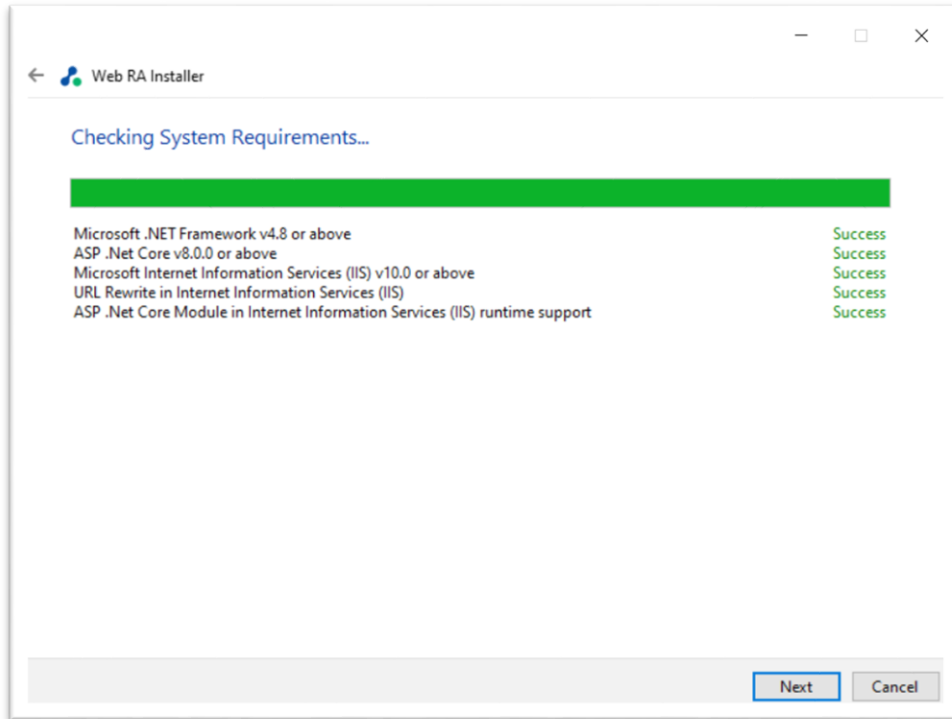 Web RA Installer
Checking System Requirements...
Microsoft .NET Framework v4.8 or above Success
ASP .Net Core v8.0.0 or above Success
Microsoft Internet Information Services (IIS) v10.0 or above Success
URL Rewrite in Internet Information Services (IIS) Success
ASP .Net Core Module in Internet Information Services (IIS) runtime support Success
Next Cancel